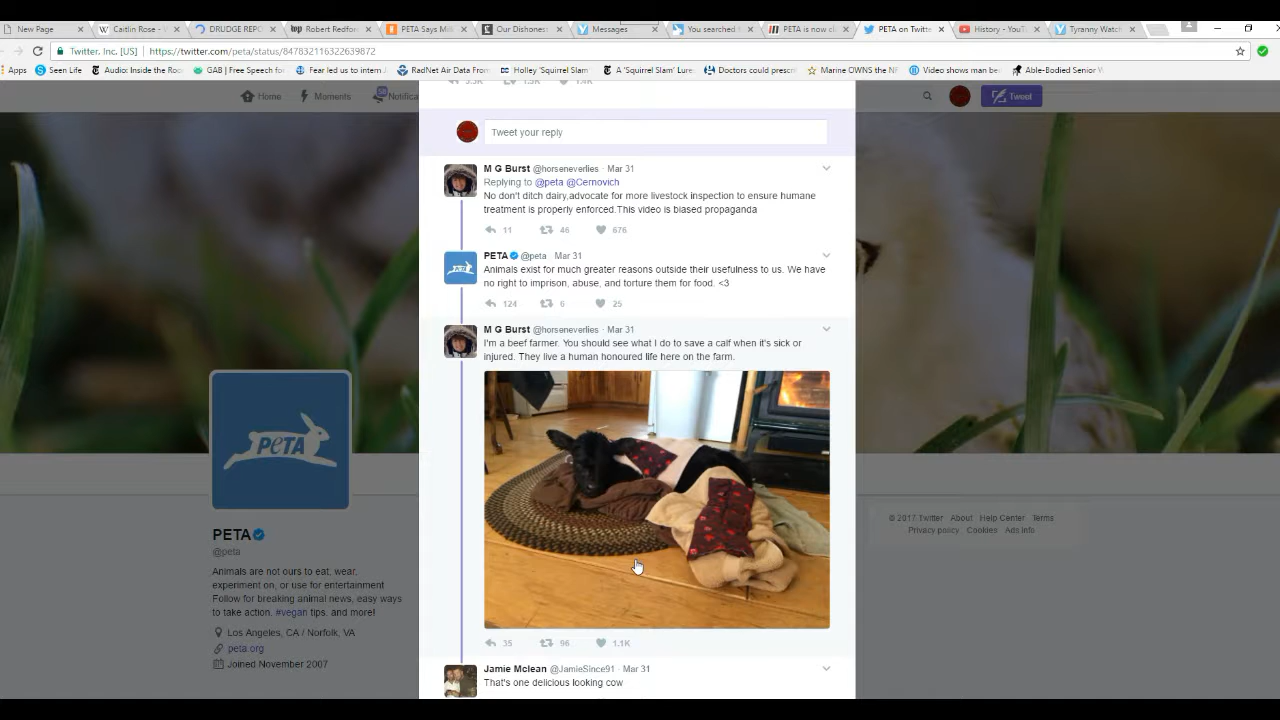 New Page
Caitlin Rose - W
DRUDGE REPO
Robert Redford
PETA Says Mil
Our Dishones
Messages
You searched f
PETA is now cl
PETA on Twitte
History - YouT
Tyranny Watch
Twitter, Inc. [US] https://twitter.com/peta/status/847832116322639872
Apps Seen Life Audio: Inside the Roo GAB | Free Speech fo Fear led us to intern J RadNet Air Data From Holley 'Squirrel Slam' A 'Squirrel Slam' Lure Doctors could prescr Marine OWNS the NF Video shows man be Able-Bodied Senior
Home Moments Notifica Tweet
Tweet your reply
M G Burst @horseneverlies · Mar 31
Replying to @peta @Cernovich
No don't ditch dairy,advocate for more livestock inspection to ensure humane
treatment is properly enforced.This video is biased propaganda
11 46 676
PETA @peta Mar 31
Animals exist for much greater reasons outside their usefulness to us. We have
no right to imprison, abuse, and torture them for food. <3
124 6 25
M G Burst @horseneverlies · Mar 31
I'm a beef farmer. You should see what I do to save a calf when it's sick or
injured. They live a human honoured life here on the farm.
35 96 1.1K
Jamie Mclean @JamieSince91 · Mar 31
That's one delicious looking cow
PETA
PETA
@peta
Animals are not ours to eat, wear,
experiment on, or use for entertainment
Follow for breaking animal news, easy ways
to take action, #vegan tips, and more!
Los Angeles, CA / Norfolk, VA
peta.org
Joined November 2007
© 2017 Twitter About Help Center Terms
Privacy policy Cookies Ads info